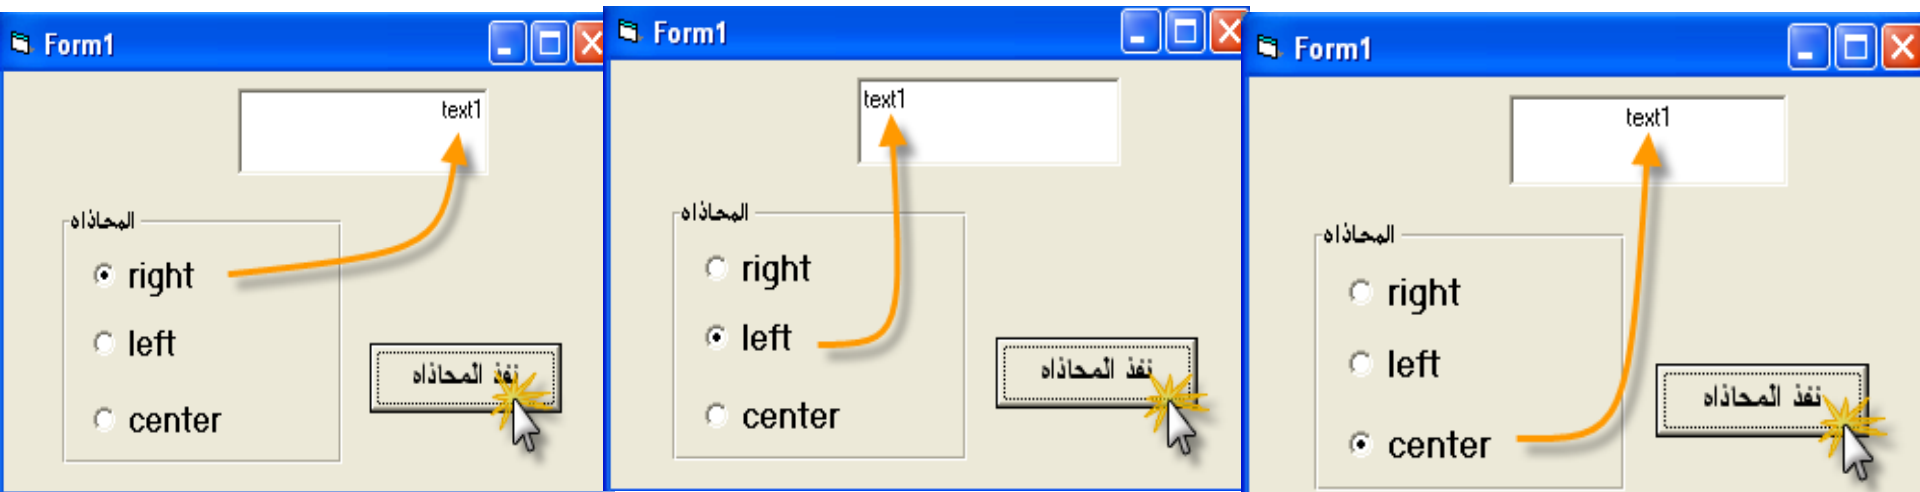 Form1
text1
المحاذاه
right
left
center
نفذ المحاذاه
Form1
text1
المحاذاه
right
left
center
نفذ المحاذاه
Form1
text1
المحاذاه
right
left
center
نفذ المحاذاه